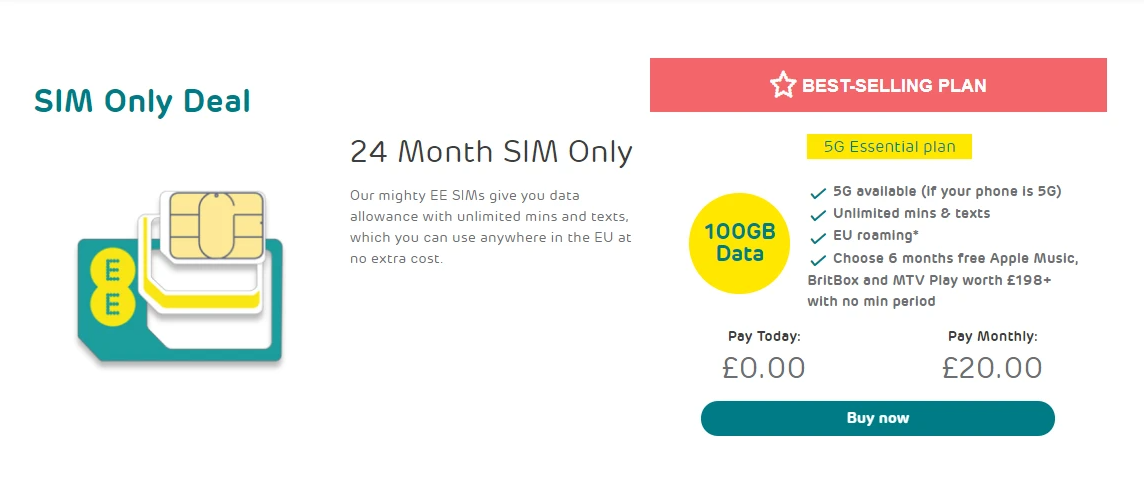 SIM Only Deal
24 Month SIM Only
Our mighty EE SIMs give you data
allowance with unlimited mins and texts,
which you can use anywhere in the EU at
no extra cost.
E
E
BEST-SELLING PLAN
5G Essential plan
100GB
Data
5G available (if your phone is 5G)
Unlimited mins & texts
EU roaming*
Choose 6 months free Apple Music,
BritBox and MTV Play worth £198+
with no min period
Pay Today:
£0.00
Pay Monthly:
£20.00
Buy now